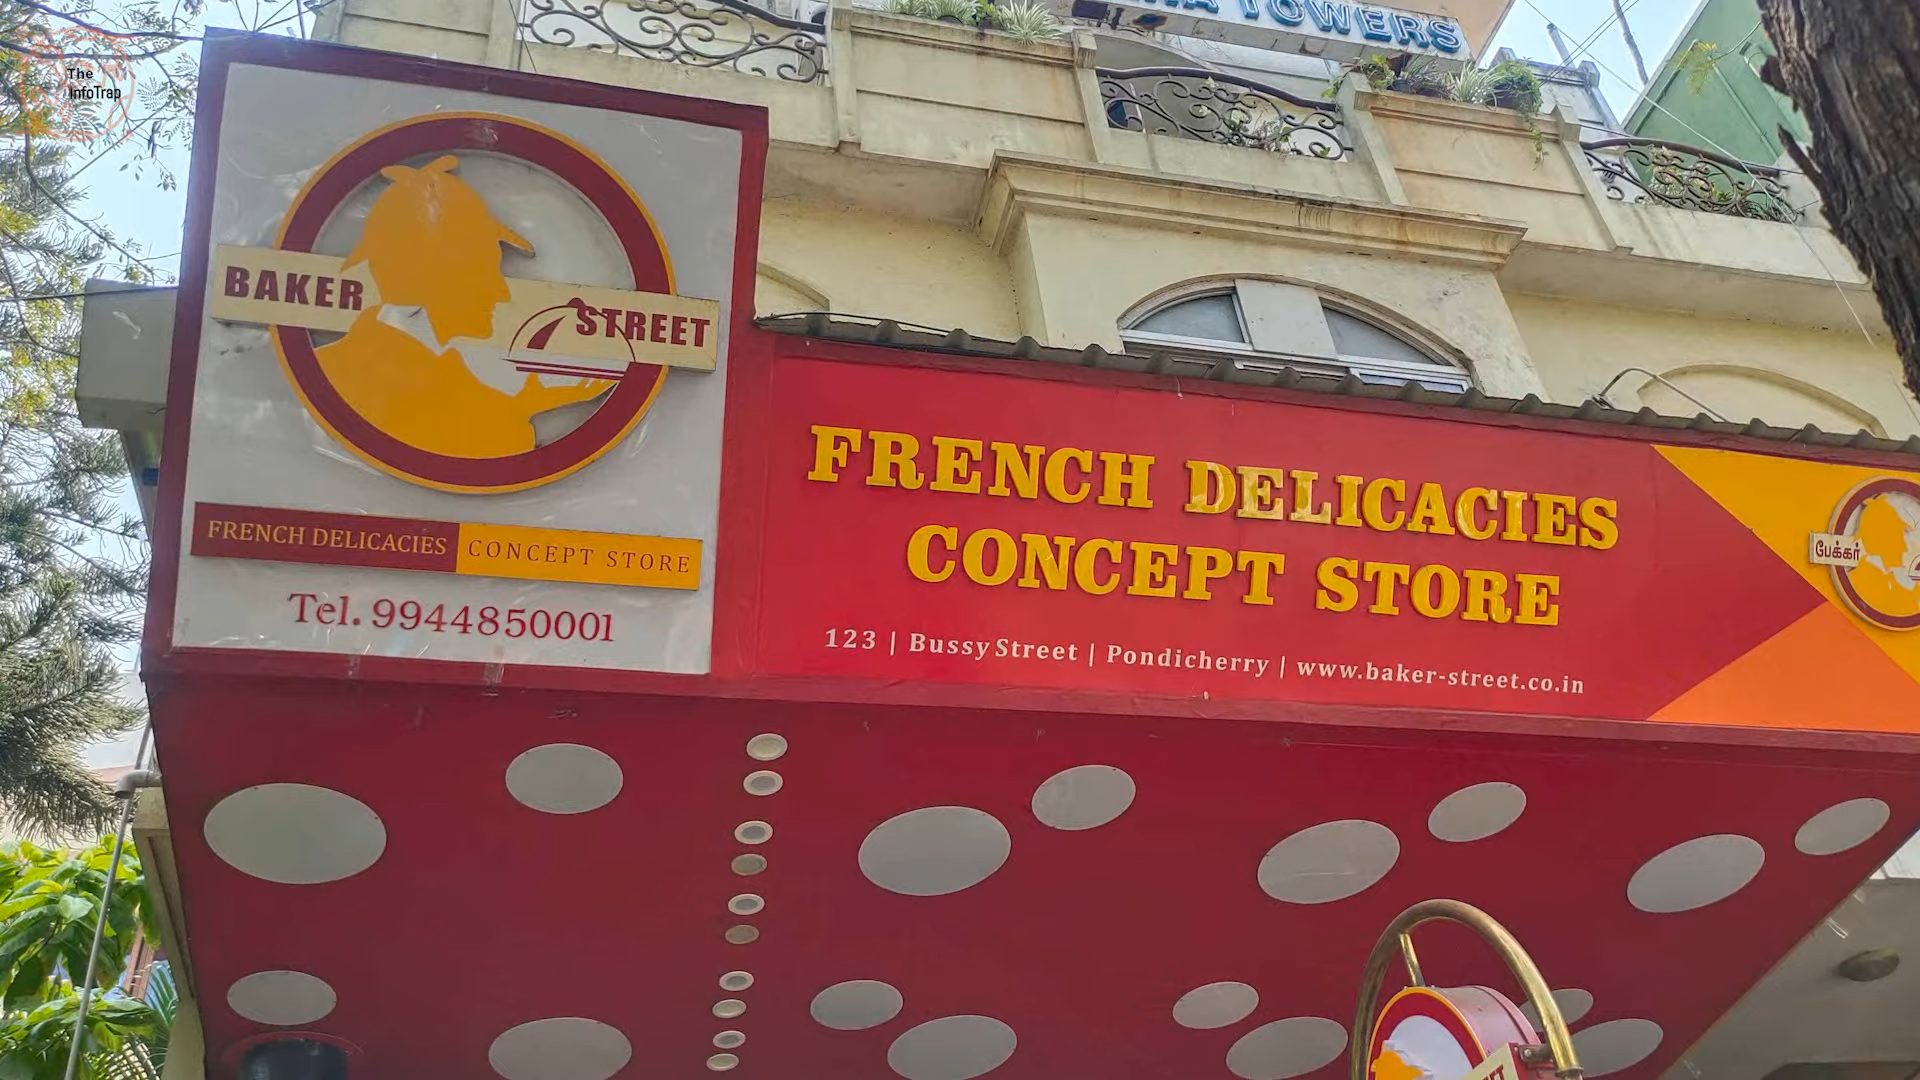 The
InfoTrap
TOWERS
BAKER STREET
FRENCH DELICACIES CONCEPT STORE
Tel. 9944850001
FRENCH DELICACIES
CONCEPT STORE
123 | Bussy Street | Pondicherry | www.baker-street.co.in
பேக்கர்